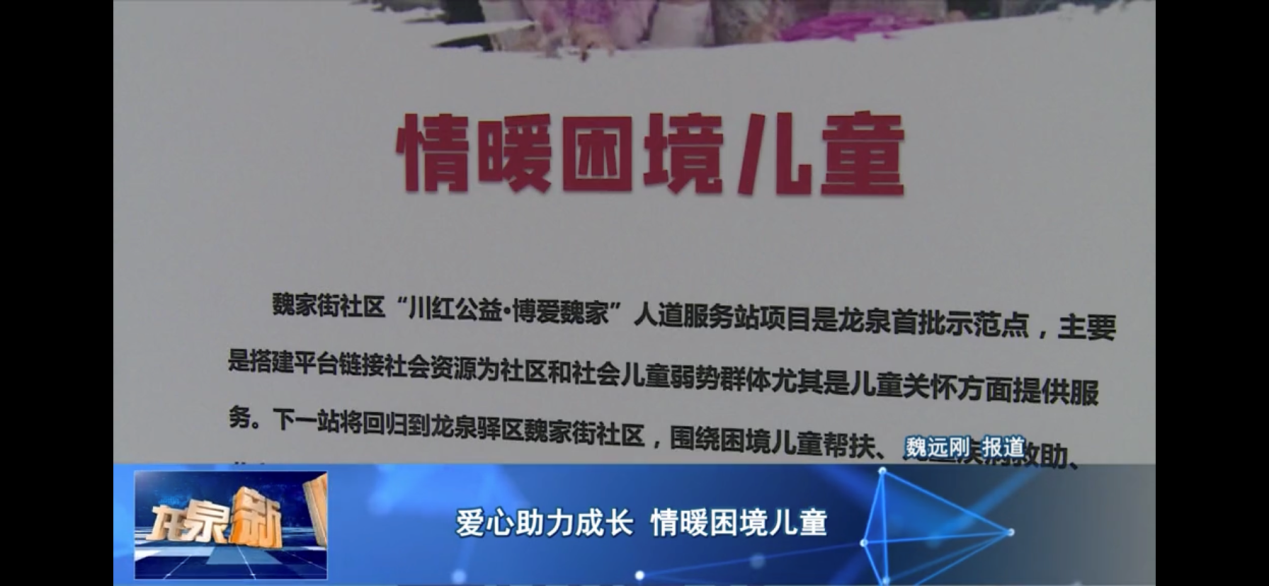 情暖困境儿童
魏家街社区“川红公益·博爱魏家”人道服务站项目是龙泉首批示范点，主要
是搭建平台链接社会资源为社区和社会儿童弱势群体尤其是儿童关怀方面提供服
务。下一站将回归到龙泉驿区魏家街社区，围绕困境儿童帮扶、
救助、
魏远刚 报道
龙泉新
爱心助力成长 情暖困境儿童